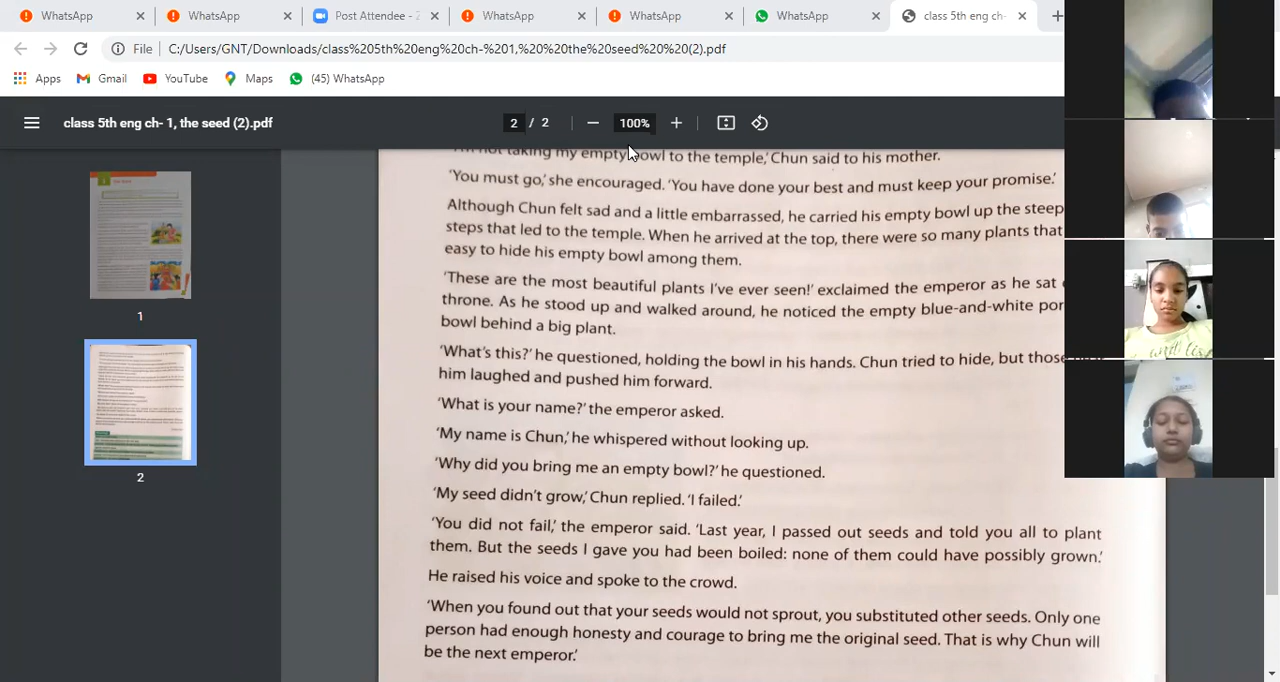 WhatsApp
WhatsApp
Post Attendee - Z
WhatsApp
WhatsApp
WhatsApp
class 5th eng ch-
File C:/Users/GNT/Downloads/class%205th%20eng%20ch-%201,%20%20the%20seed%20%20(2).pdf
Apps Gmail YouTube Maps (45) WhatsApp
class 5th eng ch- 1, the seed (2).pdf 2 / 2 100%
1
2
not taking my empty bowl to the temple,' Chun said to his mother.
'You must go,' she encouraged. 'You have done your best and must keep your promise.'
Although Chun felt sad and a little embarrassed, he carried his empty bowl up the steep
steps that led to the temple. When he arrived at the top, there were so many plants that
easy to hide his empty bowl among them.
'These are the most beautiful plants I've ever seen!' exclaimed the emperor as he sat
throne. As he stood up and walked around, he noticed the empty blue-and-white por
bowl behind a big plant.
'What's this?' he questioned, holding the bowl in his hands. Chun tried to hide, but those
him laughed and pushed him forward.
'What is your name?' the emperor asked.
'My name is Chun,' he whispered without looking up.
'Why did you bring me an empty bowl?' he questioned.
'My seed didn't grow,' Chun replied. 'I failed.'
'You did not fail,' the emperor said. 'Last year, I passed out seeds and told you all to plant
them. But the seeds I gave you had been boiled: none of them could have possibly grown.'
He raised his voice and spoke to the crowd.
'When you found out that your seeds would not sprout, you substituted other seeds. Only one
person had enough honesty and courage to bring me the original seed. That is why Chun will
be the next emperor.'